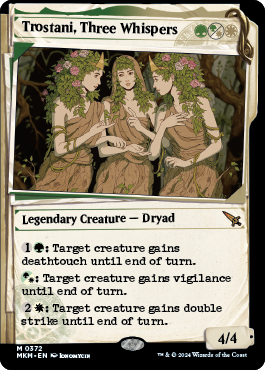 Trostani, Three Whispers
Legendary Creature — Dryad
1 : Target creature gains
deathtouch until end of turn.
: Target creature gains vigilance
until end of turn.
2 : Target creature gains double
strike until end of turn.
4/4
M 0372
MKM • EN Ionomycin
™ & © 2024 Wizards of the Coast